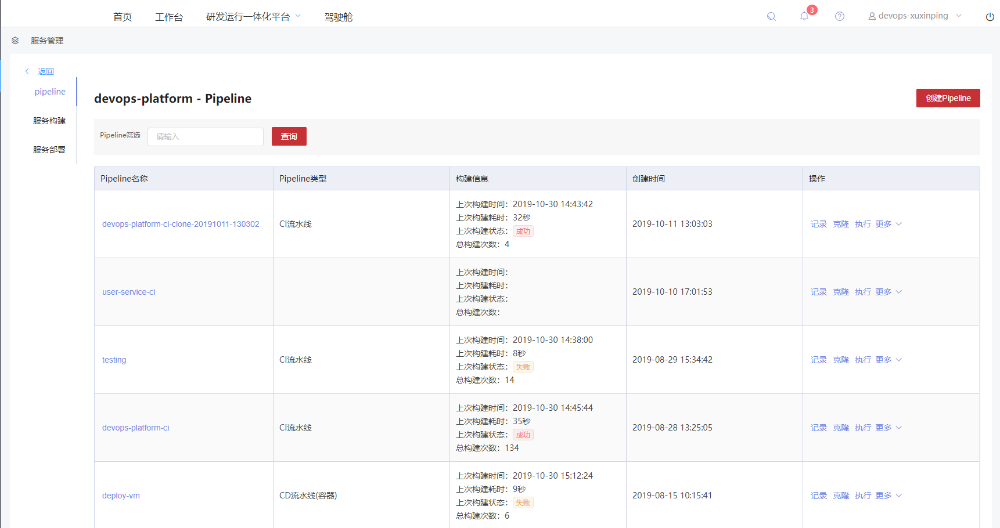 首页 工作台 研发运行一体化平台 驾驶舱 3 devops-xuxinping
服务管理
返回
pipeline
服务构建
服务部署
devops-platform - Pipeline 创建Pipeline
Pipeline筛选 请输入 查询
Pipeline名称 Pipeline类型 构建信息 创建时间 操作
上次构建时间：2019-10-30 14:43:42
上次构建耗时：32秒
devops-platform-ci-clone-20191011-130302 CI流水线 2019-10-11 13:03:03 记录 克隆 执行 更多
上次构建状态：成功
总构建次数：4
上次构建时间：
上次构建耗时：
user-service-ci 2019-10-10 17:01:53 记录 克隆 执行 更多
上次构建状态：
总构建次数：
上次构建时间：2019-10-30 14:38:00
上次构建耗时：8秒
testing CI流水线 2019-08-29 15:34:42 记录 克隆 执行 更多
上次构建状态：失败
总构建次数：14
上次构建时间：2019-10-30 14:45:44
上次构建耗时：35秒
devops-platform-ci CI流水线 2019-08-28 13:25:05 记录 克隆 执行 更多
上次构建状态：成功
总构建次数：134
上次构建时间：2019-10-30 15:12:24
上次构建耗时：9秒
deploy-vm CD流水线(容器) 2019-08-15 10:15:41 记录 克隆 执行 更多
上次构建状态：失败
总构建次数：6